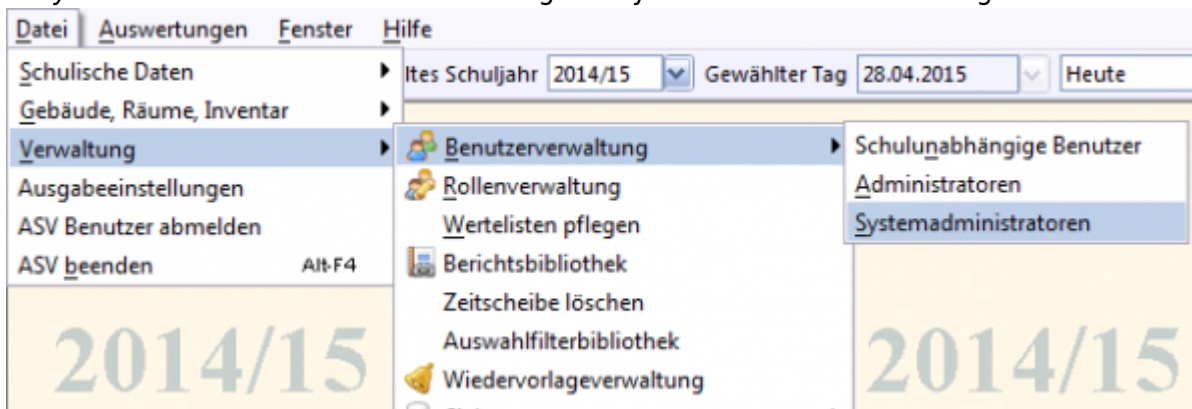 Datei Auswertungen Fenster Hilfe
ltes Schuljahr 2014/15 Gewählter Tag 28.04.2015 Heute
Schulische Daten
Gebäude, Räume, Inventar
Verwaltung
Ausgabeeinstellungen
ASV Benutzer abmelden
ASV beenden Alt-F4
Benutzerverwaltung
Rollenverwaltung
Wertelisten pflegen
Berichtsbibliothek
Zeitscheibe löschen
Auswahlfilterbibliothek
Wiedervorlageverwaltung
Schulunabhängige Benutzer
Administratoren
Systemadministratoren
2014/15
2014/15